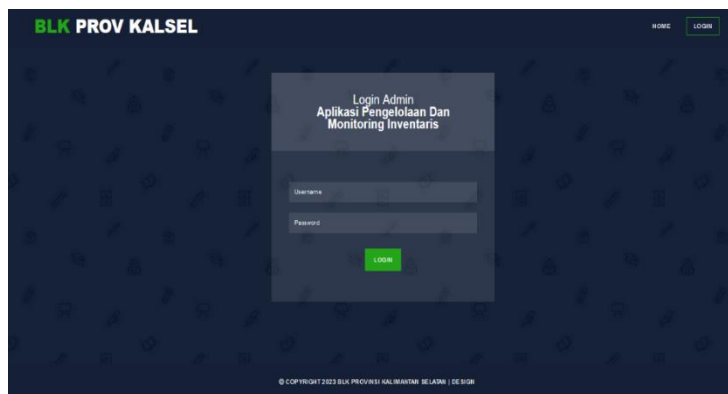 BLK PROV KALSEL
HOME
LOGIN
Login Admin
Aplikasi Pengelolaan Dan
Monitoring Inventaris
Username
Password
LOGIN
© COPYRIGHT 2023 BLK PROVINSI KALIMANTAN SELATAN | DESIGN